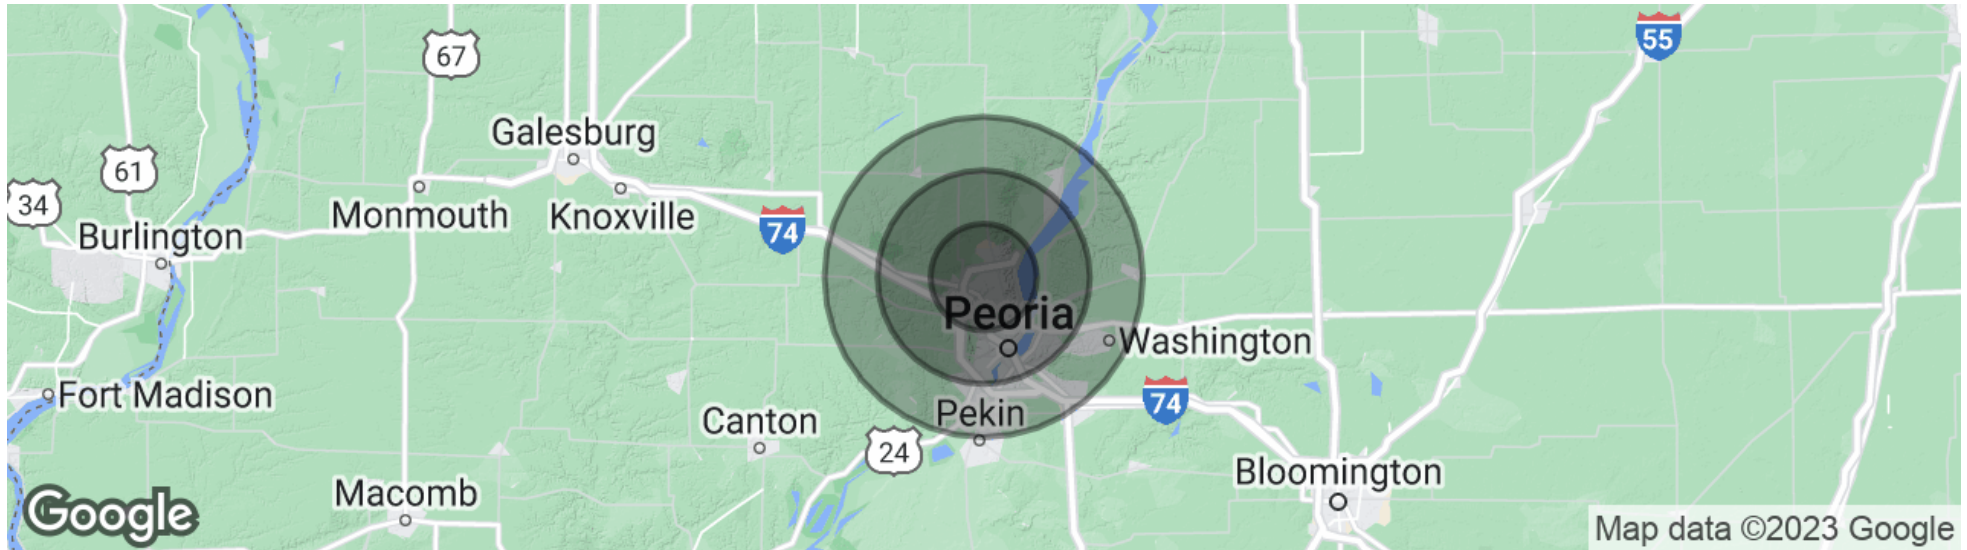 55
67
Galesburg
61
34
Monmouth
Knoxville
74
Burlington
Peoria
Washington
Fort Madison
74
Canton
Pekin
24
Bloomington
Macomb
Google
Map data ©2023 Google